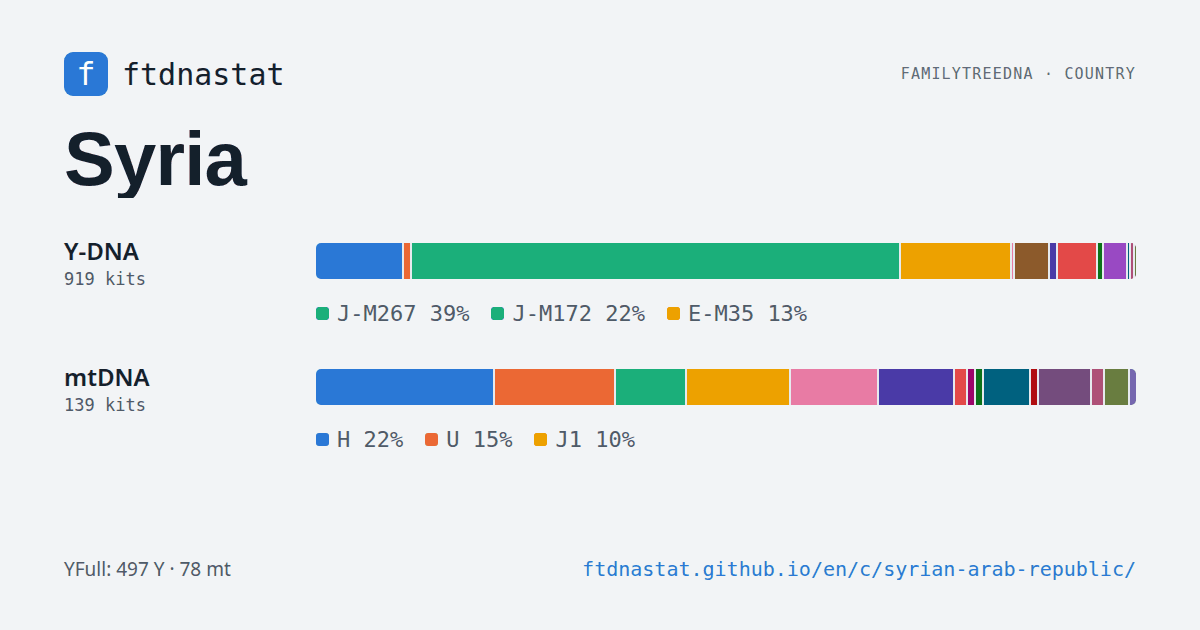 f ftdnastat
FAMILYTREEDNA · COUNTRY
Syria
Y-DNA
919 kits
J-M267 39% J-M172 22% E-M35 13%
mtDNA
139 kits
H 22% U 15% J1 10%
YFull: 497 Y · 78 mt
ftdnastat.github.io/en/c/syrian-arab-republic/